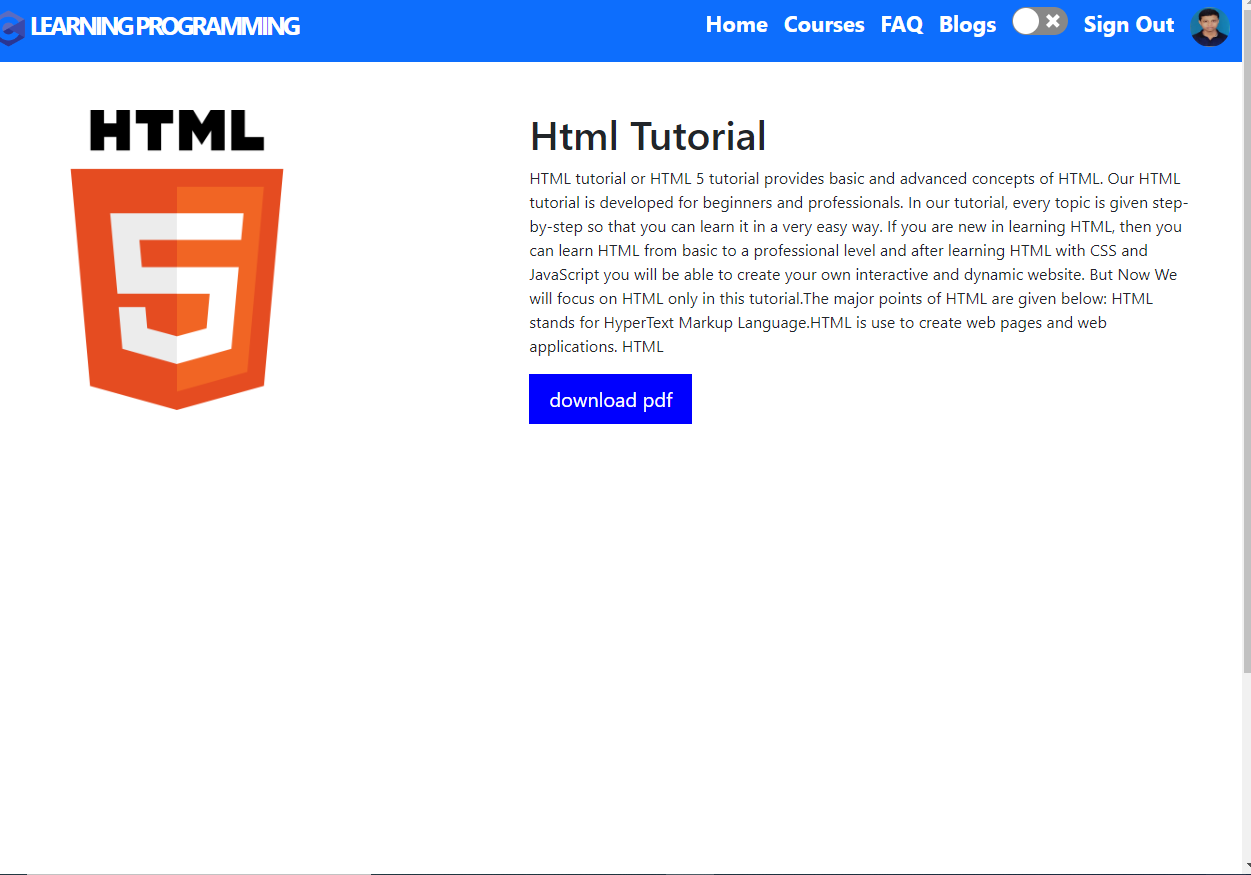 LEARNING PROGRAMMING
Home Courses FAQ Blogs Sign Out
HTML
5
Html Tutorial
HTML tutorial or HTML 5 tutorial provides basic and advanced concepts of HTML. Our HTML
tutorial is developed for beginners and professionals. In our tutorial, every topic is given step-
by-step so that you can learn it in a very easy way. If you are new in learning HTML, then you
can learn HTML from basic to a professional level and after learning HTML with CSS and
JavaScript you will be able to create your own interactive and dynamic website. But Now We
will focus on HTML only in this tutorial.The major points of HTML are given below: HTML
stands for HyperText Markup Language.HTML is use to create web pages and web
applications. HTML
download pdf